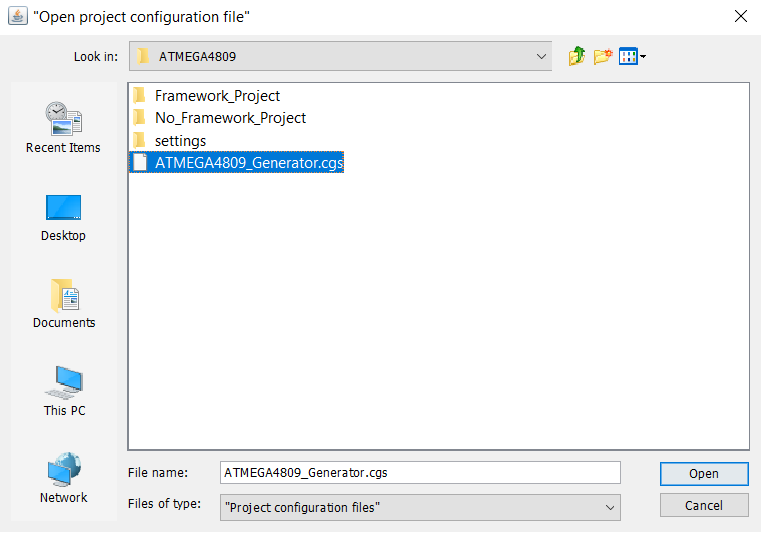 "Open project configuration file"
Look in:
ATMEGA4809
Recent Items
Desktop
Documents
This PC
Network
Framework_Project
No_Framework_Project
settings
ATMEGA4809_Generator.cgs
File name:
ATMEGA4809_Generator.cgs
Open
Files of type:
"Project configuration files"
Cancel